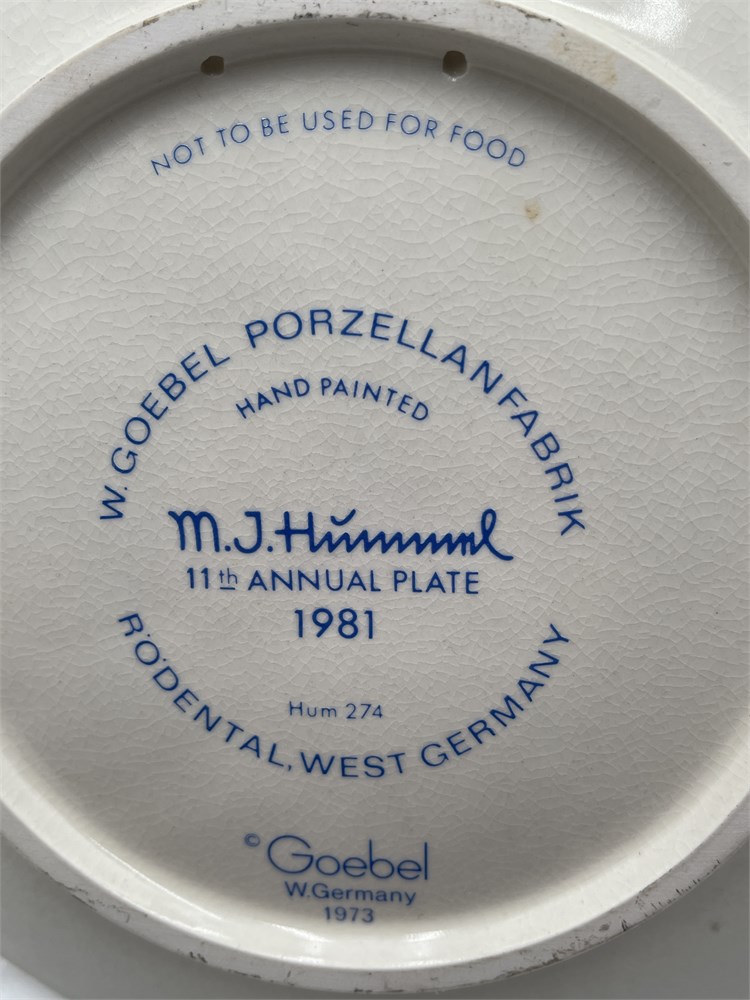 NOT TO BE USED FOR FOOD
W. GOEBEL PORZELLANFABRIK
HAND PAINTED
M.J. Hümmel
11th ANNUAL PLATE
1981
Hum 274
RÖDENTAL, WEST GERMANY
© Goebel
W.Germany
1973